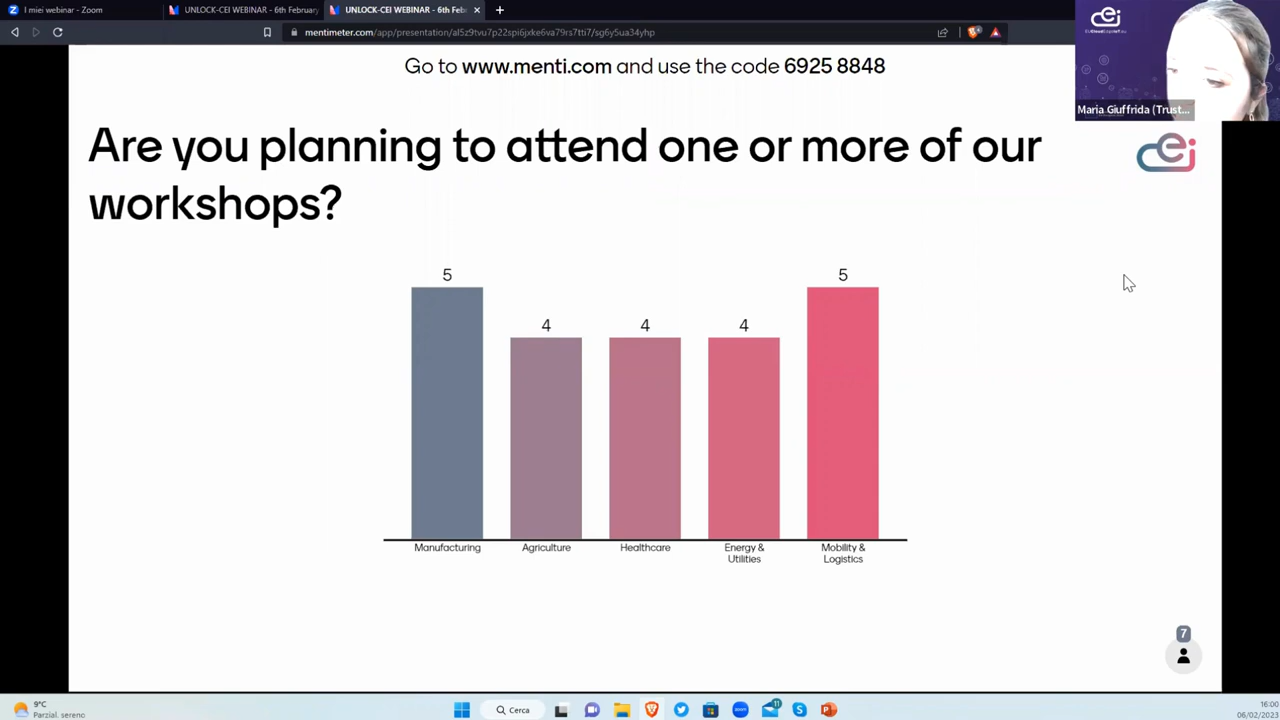 I miei webinar - Zoom
UNLOCK-CEI WEBINAR - 6th February
UNLOCK-CEI WEBINAR - 6th Feb
mentimeter.com/app/presentation/al5z9tvu7p22spi6jxke6va79rs7tti7/sg6y5ua34yhp
Go to www.menti.com and use the code 6925 8848
Maria Giuffrida (Trust...
cei
Are you planning to attend one or more of our
workshops?
5
4
4
4
5
Manufacturing
Agriculture
Healthcare
Energy &
Utilities
Mobility &
Logistics
7
9°C
Parzial. sereno
Cerca
11
16:00
06/02/2023